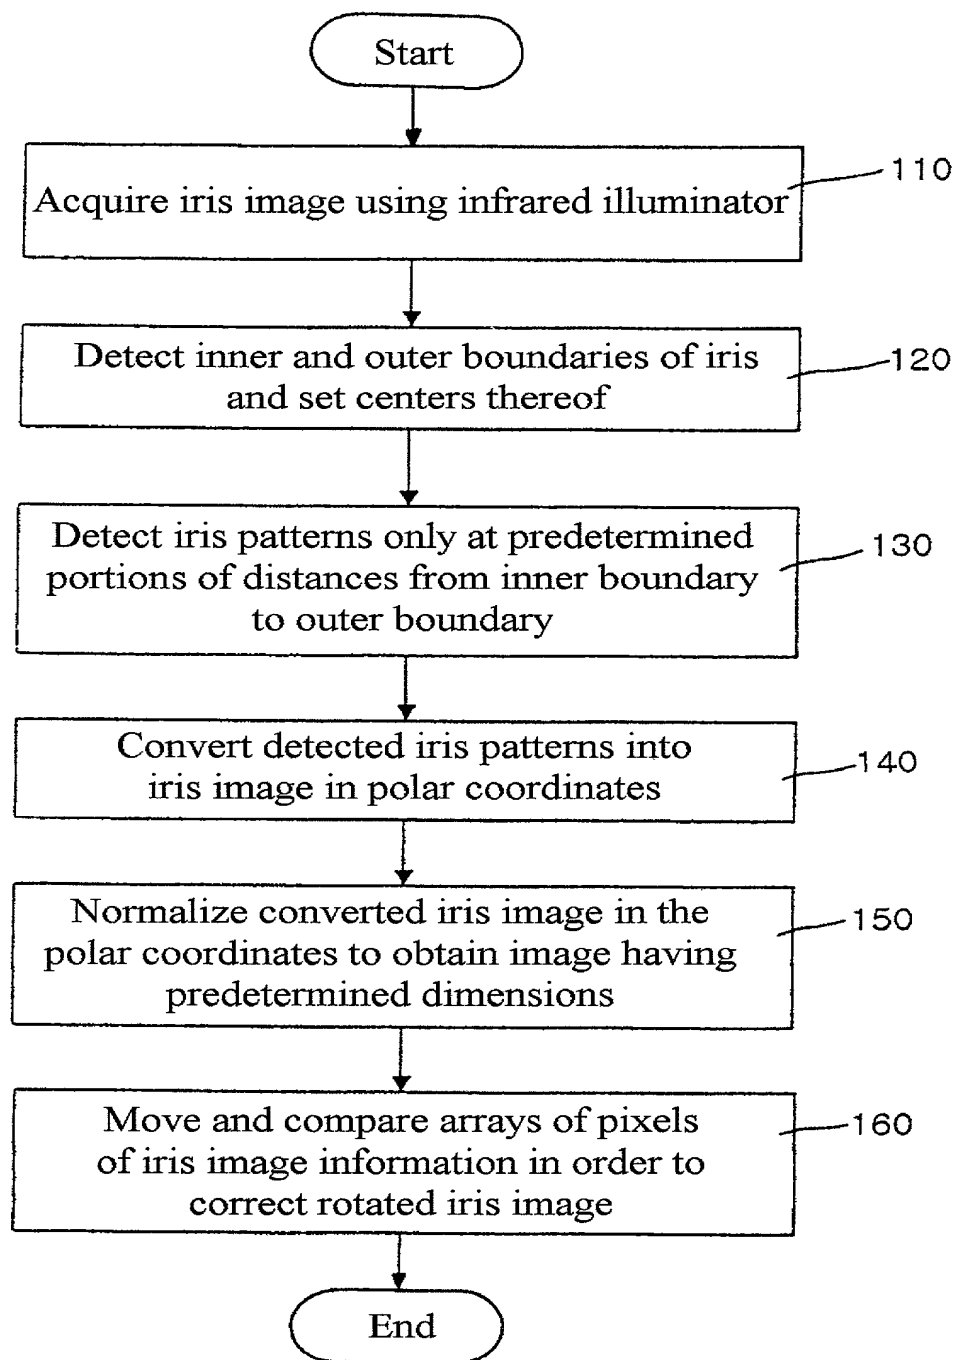 Start
Acquire iris image using infrared illuminator
110
Detect inner and outer boundaries of iris
and set centers thereof
120
Detect iris patterns only at predetermined
portions of distances from inner boundary
to outer boundary
130
Convert detected iris patterns into
iris image in polar coordinates
140
Normalize converted iris image in the
polar coordinates to obtain image having
predetermined dimensions
150
Move and compare arrays of pixels
of iris image information in order to
correct rotated iris image
160
End